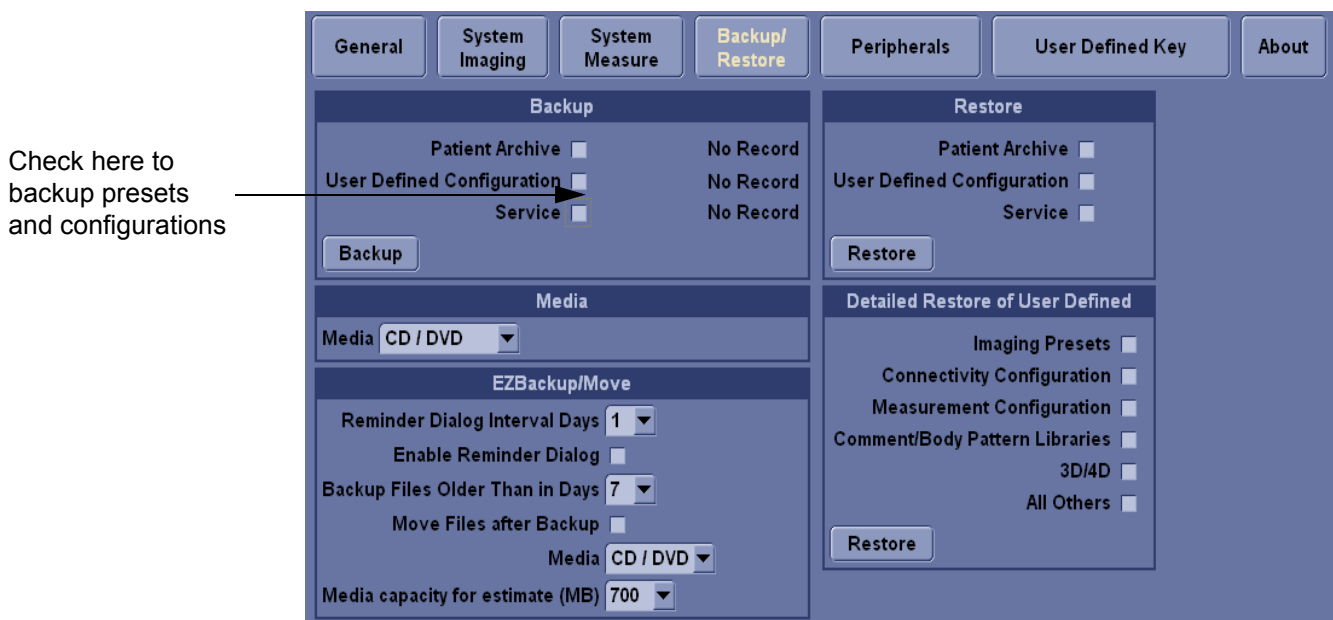 General
System
Imaging
System
Measure
Backup/
Restore
Peripherals
User Defined Key
About
Check here to
backup presets
and configurations
Backup
Patient Archive No Record
User Defined Configuration No Record
Service No Record
Backup
Media
Media CD / DVD
EZBackup/Move
Reminder Dialog Interval Days 1
Enable Reminder Dialog
Backup Files Older Than in Days 7
Move Files after Backup
Media CD / DVD
Media capacity for estimate (MB) 700
Restore
Patient Archive
User Defined Configuration
Service
Restore
Detailed Restore of User Defined
Imaging Presets
Connectivity Configuration
Measurement Configuration
Comment/Body Pattern Libraries
3D/4D
All Others
Restore